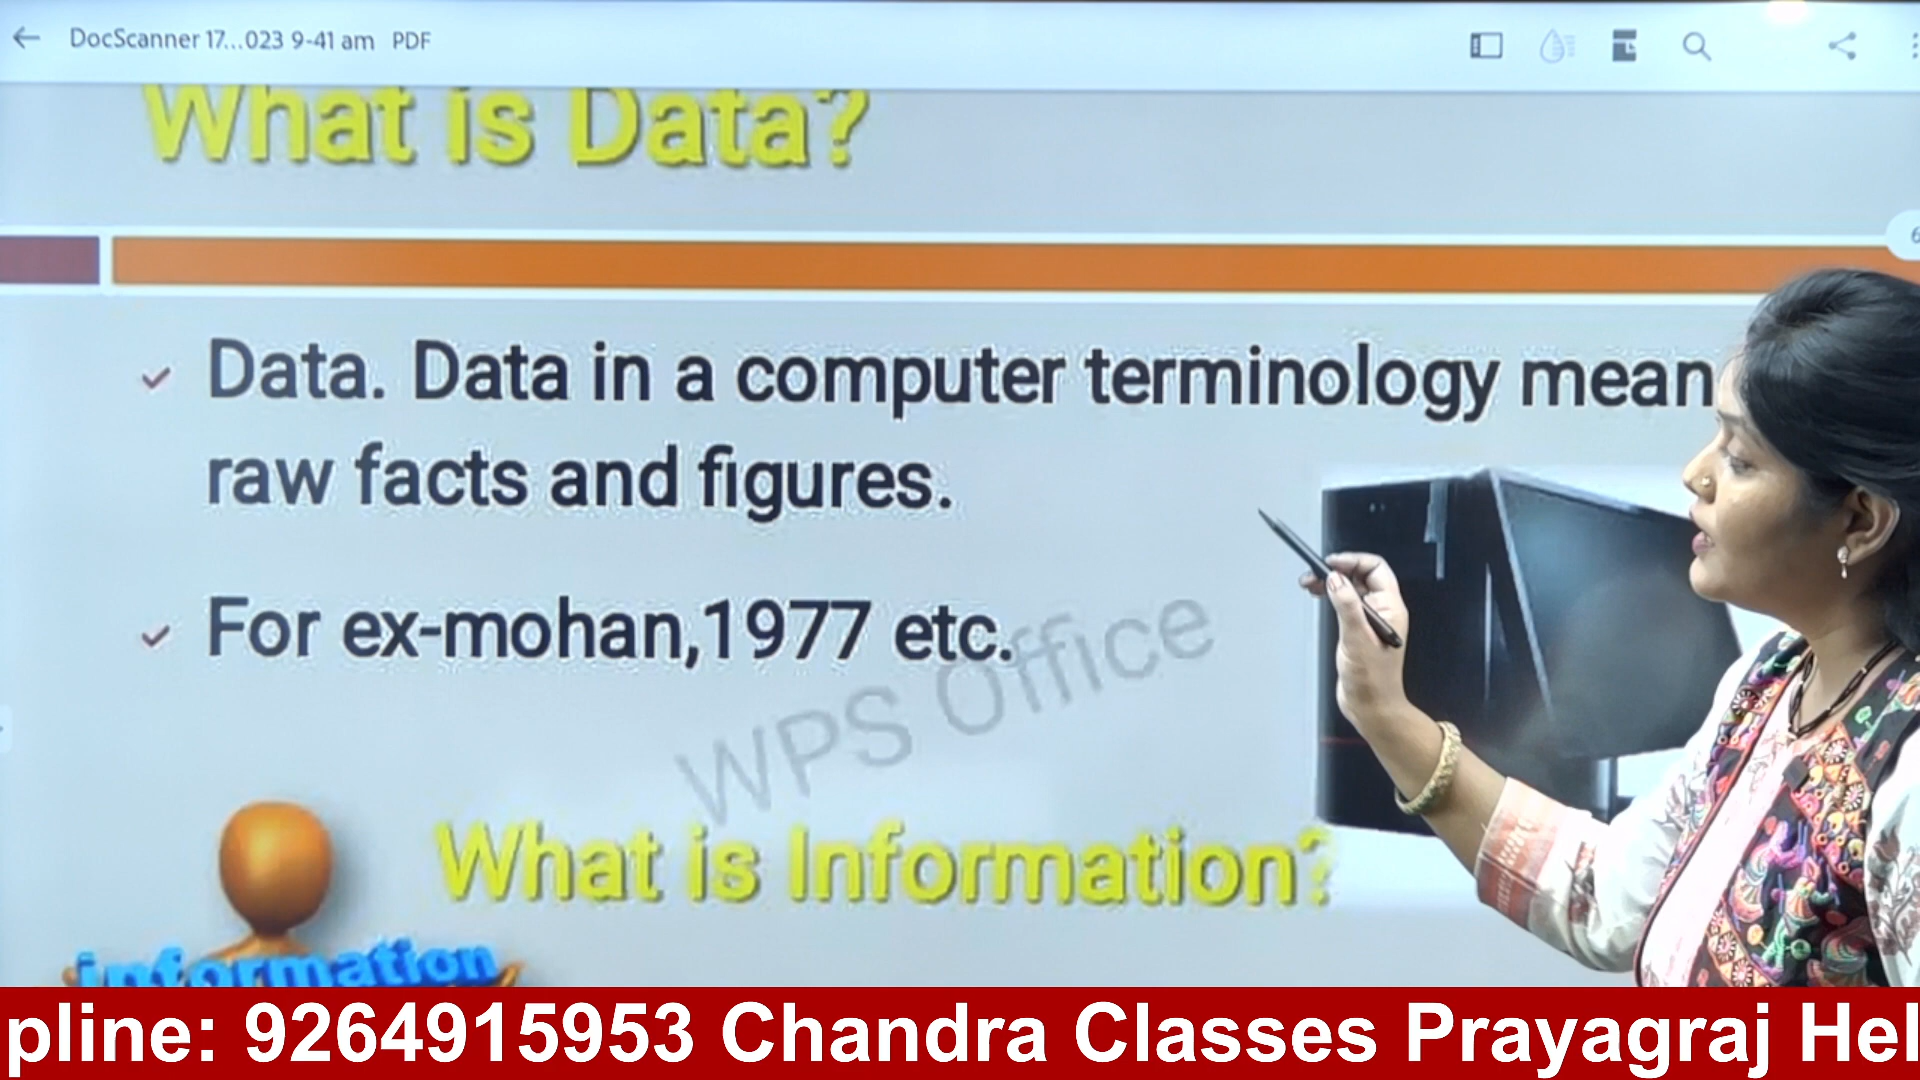 DocScanner 17...023 9-41 am PDF
What is Data?
Data. Data in a computer terminology mean
raw facts and figures.
For ex-mohan,1977 etc.
WPS Office
What is Information?
information
pline: 9264915953 Chandra Classes Prayagraj Hel